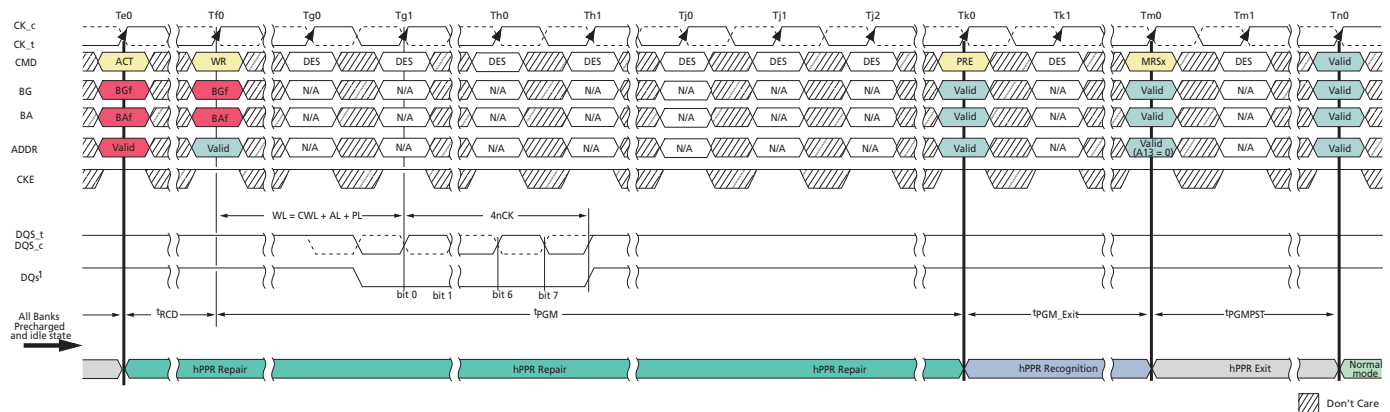 Te0 Tf0 Tg0 Tg1 Th0 Th1 Tj0 Tj1 Tj2 Tk0 Tk1 Tm0 Tm1 Tn0
CK_c
CK_t
CMD ACT WR DES DES DES DES DES DES DES PRE DES MRSx DES Valid
BG BGf BGf N/A N/A N/A N/A N/A N/A N/A Valid N/A Valid N/A Valid
BA BAf BAf N/A N/A N/A N/A N/A N/A N/A Valid N/A Valid N/A Valid
ADDR Valid Valid N/A N/A N/A N/A N/A N/A N/A Valid N/A Valid (A13 = 0) N/A Valid
CKE
WL = CWL + AL + PL 4nCK
DQS_t
DQS_c
DQs1
bit 0 bit 1 bit 6 bit 7
All Banks
Precharged
and idle state
tRCD tPGM tPGM_Exit tPGMPST
hPPR Repair hPPR Repair hPPR Repair hPPR Recognition hPPR Exit Normal mode
Don't Care